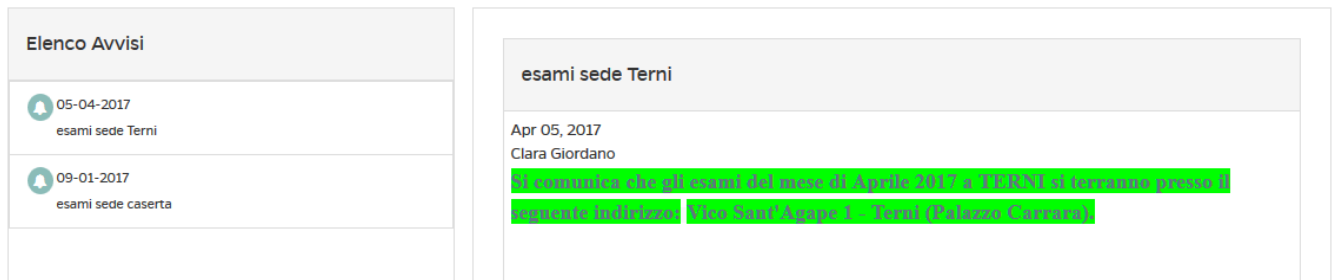 Elenco Avvisi
05-04-2017
esami sede Terni
09-01-2017
esami sede caserta
esami sede Terni
Apr 05, 2017
Clara Giordano
Si comunica che gli esami del mese di Aprile 2017 a TERNI si terranno presso il
seguente indirizzo: Vico Sant'Agape 1 - Terni (Palazzo Carrara).